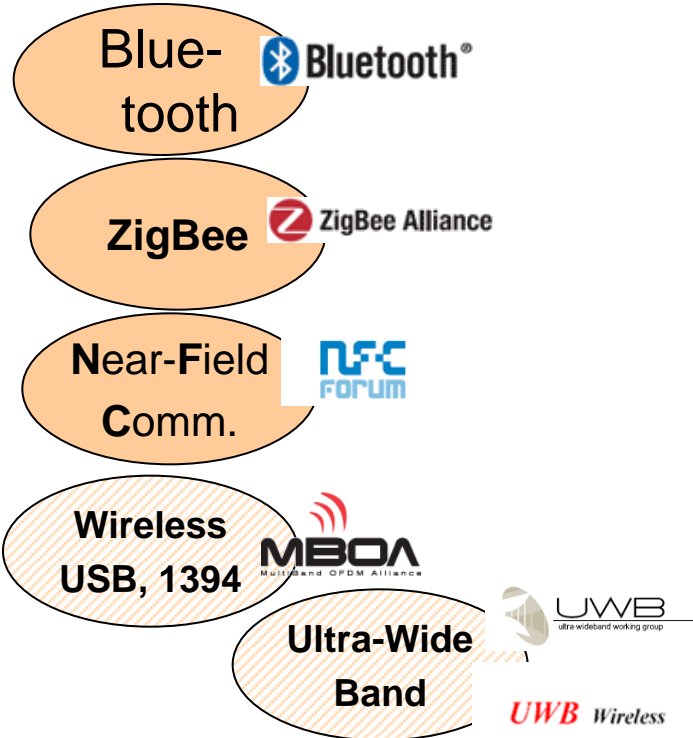 Blue-
tooth
Bluetooth®
ZigBee
Z ZigBee Alliance
Near-Field
Comm.
NFC
FORUM
Wireless
USB, 1394
MBOA
MultiBand OFDM Alliance
Ultra-Wide
Band
UWB
ultra-wideband working group
UWB Wireless